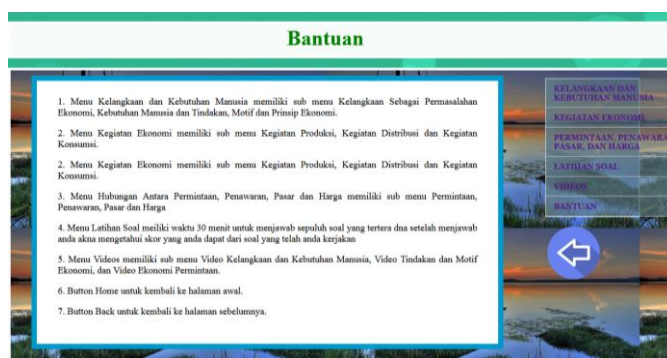 Bantuan
1. Menu Kelangkaan dan Kebutuhan Manusia memiliki sub menu Kelangkaan Sebagai Permasalahan
Ekonomi, Kebutuhan Manusia dan Tindakan, Motif dan Prinsip Ekonomi.
2. Menu Kegiatan Ekonomi memiliki sub menu Kegiatan Produksi, Kegiatan Distribusi dan Kegiatan
Konsumsi.
2. Menu Kegiatan Ekonomi memiliki sub menu Kegiatan Produksi, Kegiatan Distribusi dan Kegiatan
Konsumsi.
3. Menu Hubungan Antara Permintaan, Penawaran, Pasar dan Harga memiliki sub menu Permintaan,
Penawaran, Pasar dan Harga
4. Menu Latihan Soal meiliki waktu 30 menit untuk menjawab sepuluh soal yang tertera dna setelah menjawab
anda akna mengetahui skor yang anda dapat dari soal yang telah anda kerjakan
5. Menu Videos memiliki sub menu Video Kelangkaan dan Kebutuhan Manusia, Video Tindakan dan Motif
Ekonomi, dan Video Ekonomi Permintaan.
6. Button Home untuk kembali ke halaman awal.
7. Button Back untuk kembali ke halaman sebelumnya.
KELANGKAAN DAN
KEBUTUHAN MANUSIA
KEGIATAN EKONOMI
PERMINTAAN, PENAWARA
PASAR, DAN HARGA
LATIHAN SOAL
VIDEOS
BANTUAN